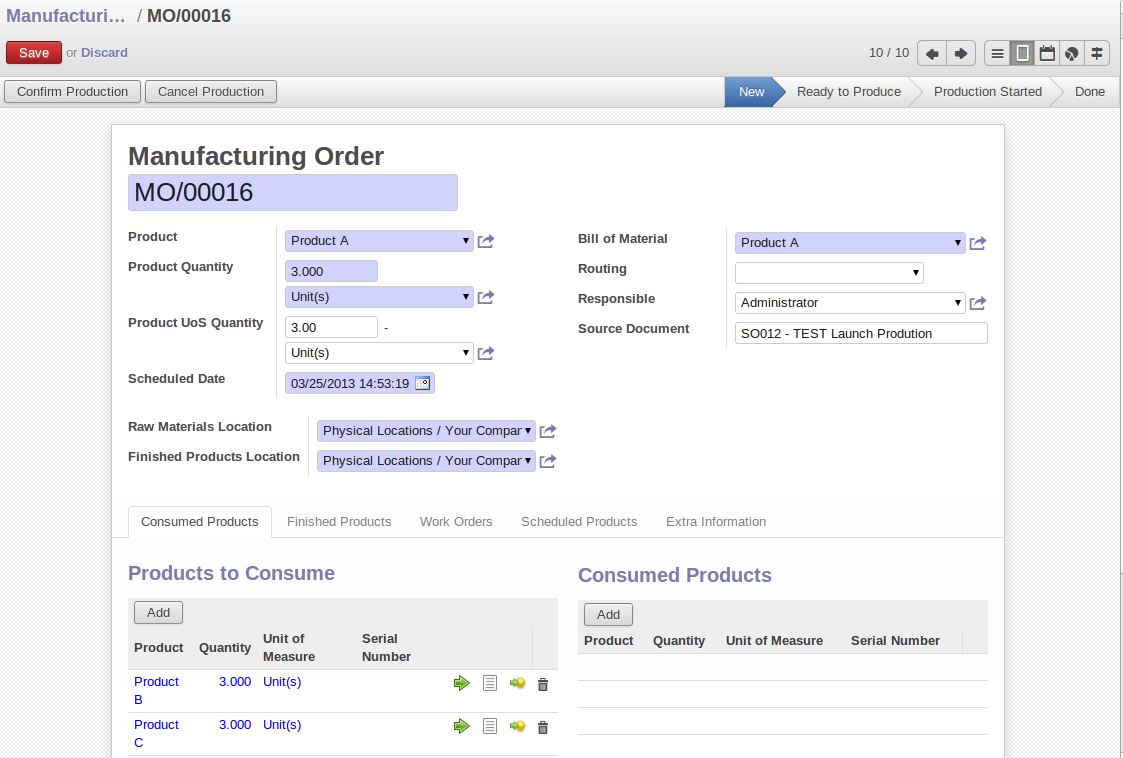 Manufacturi... / MO/00016
Save or Discard
10 / 10
Confirm Production Cancel Production
New Ready to Produce Production Started Done
Manufacturing Order
MO/00016
Product Product A
Product Quantity 3.000
Unit(s)
Product UoS Quantity 3.00 -
Unit(s)
Scheduled Date 03/25/2013 14:53:19
Bill of Material Product A
Routing
Responsible Administrator
Source Document SO012 - TEST Launch Prodution
Raw Materials Location Physical Locations / Your Compar
Finished Products Location Physical Locations / Your Compar
Consumed Products Finished Products Work Orders Scheduled Products Extra Information
Products to Consume
Add
Product Quantity Unit of Measure Serial Number
Product B 3.000 Unit(s)
Product C 3.000 Unit(s)
Consumed Products
Add
Product Quantity Unit of Measure Serial Number